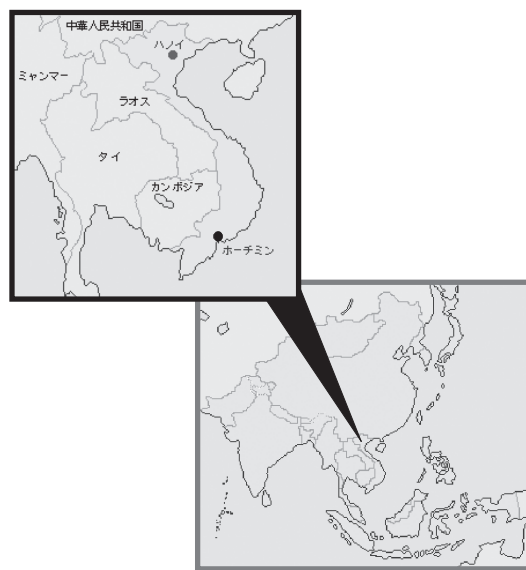 中華人民共和国
ハノイ
ミャンマー
ラオス
タイ
カンボジア
ホーチミン